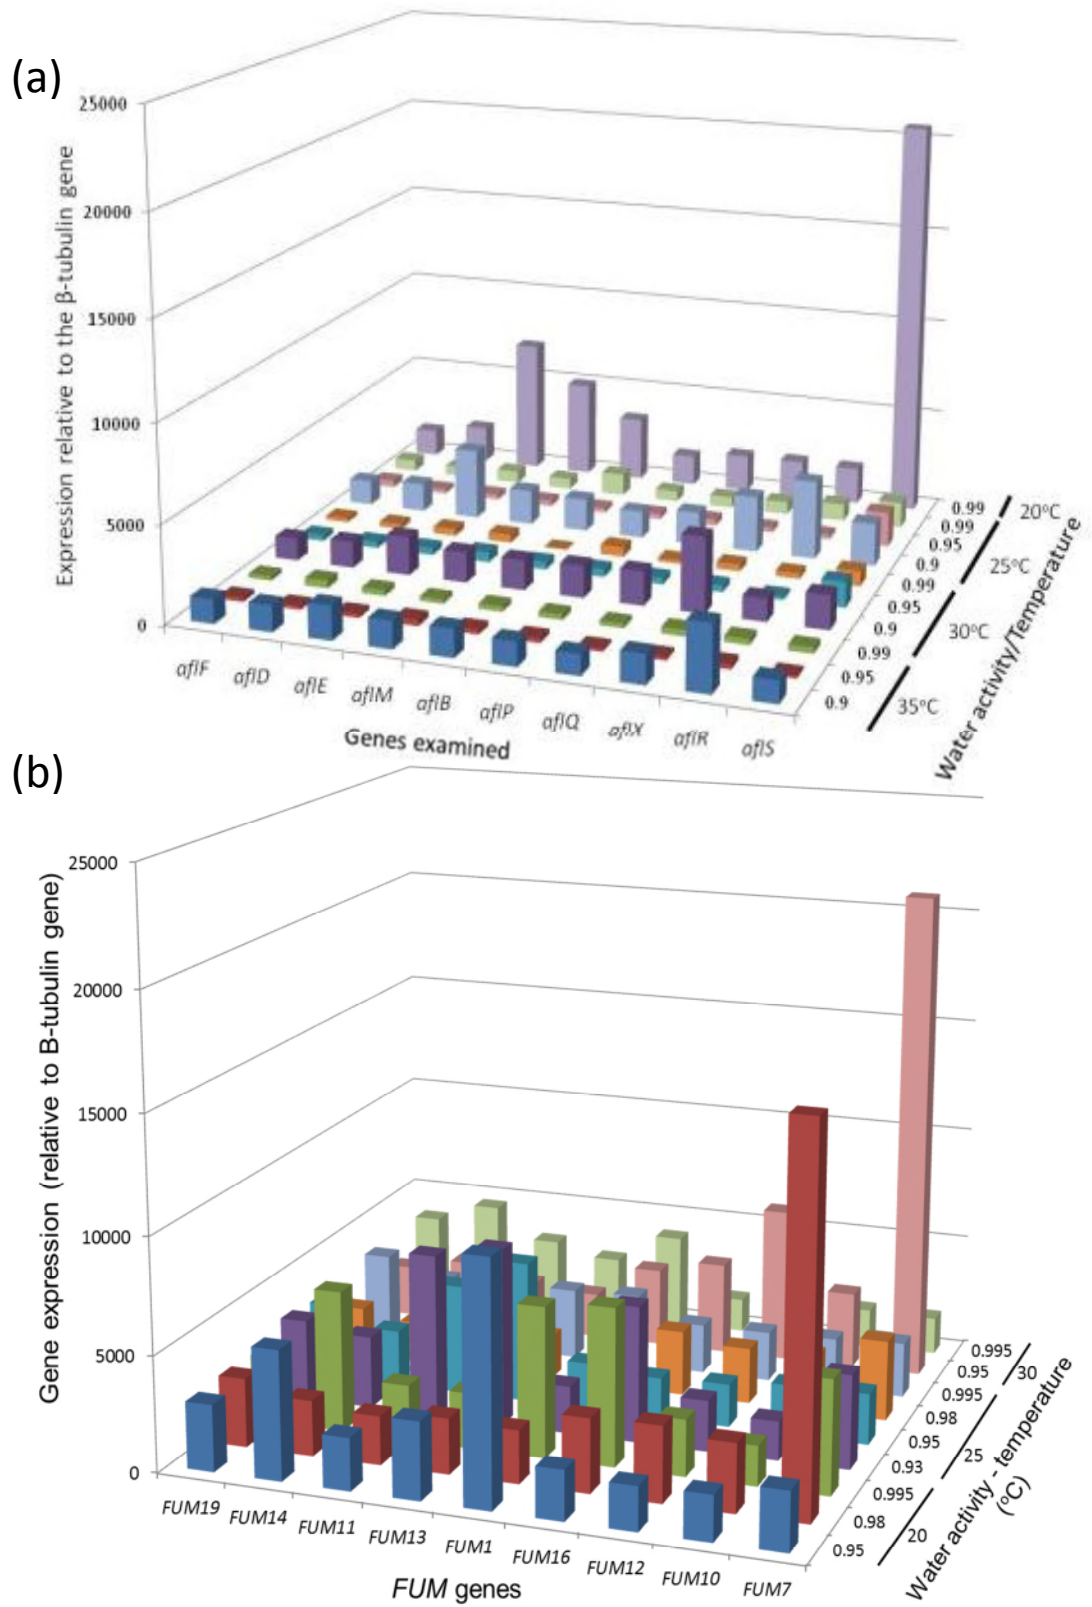 (a)
Expression relative to the β-tubulin gene
25000
20000
15000
10000
5000
0
aflF
aflD
aflE
aflM
aflB
aflP
aflQ
aflX
aflR
aflS
Genes examined
0.99
0.99
0.95
0.9
0.99
0.95
0.9
0.99
0.95
0.9
20°C
25°C
30°C
35°C
Water activity/Temperature
(b)
Gene expression (relative to B-tubulin gene)
25000
20000
15000
10000
5000
0
FUM19
FUM14
FUM11
FUM13
FUM1
FUM16
FUM12
FUM10
FUM7
FUM genes
0.995
0.95
0.995
0.98
0.95
0.93
0.995
0.98
0.95
30
25
20
Water activity - temperature
(°C)